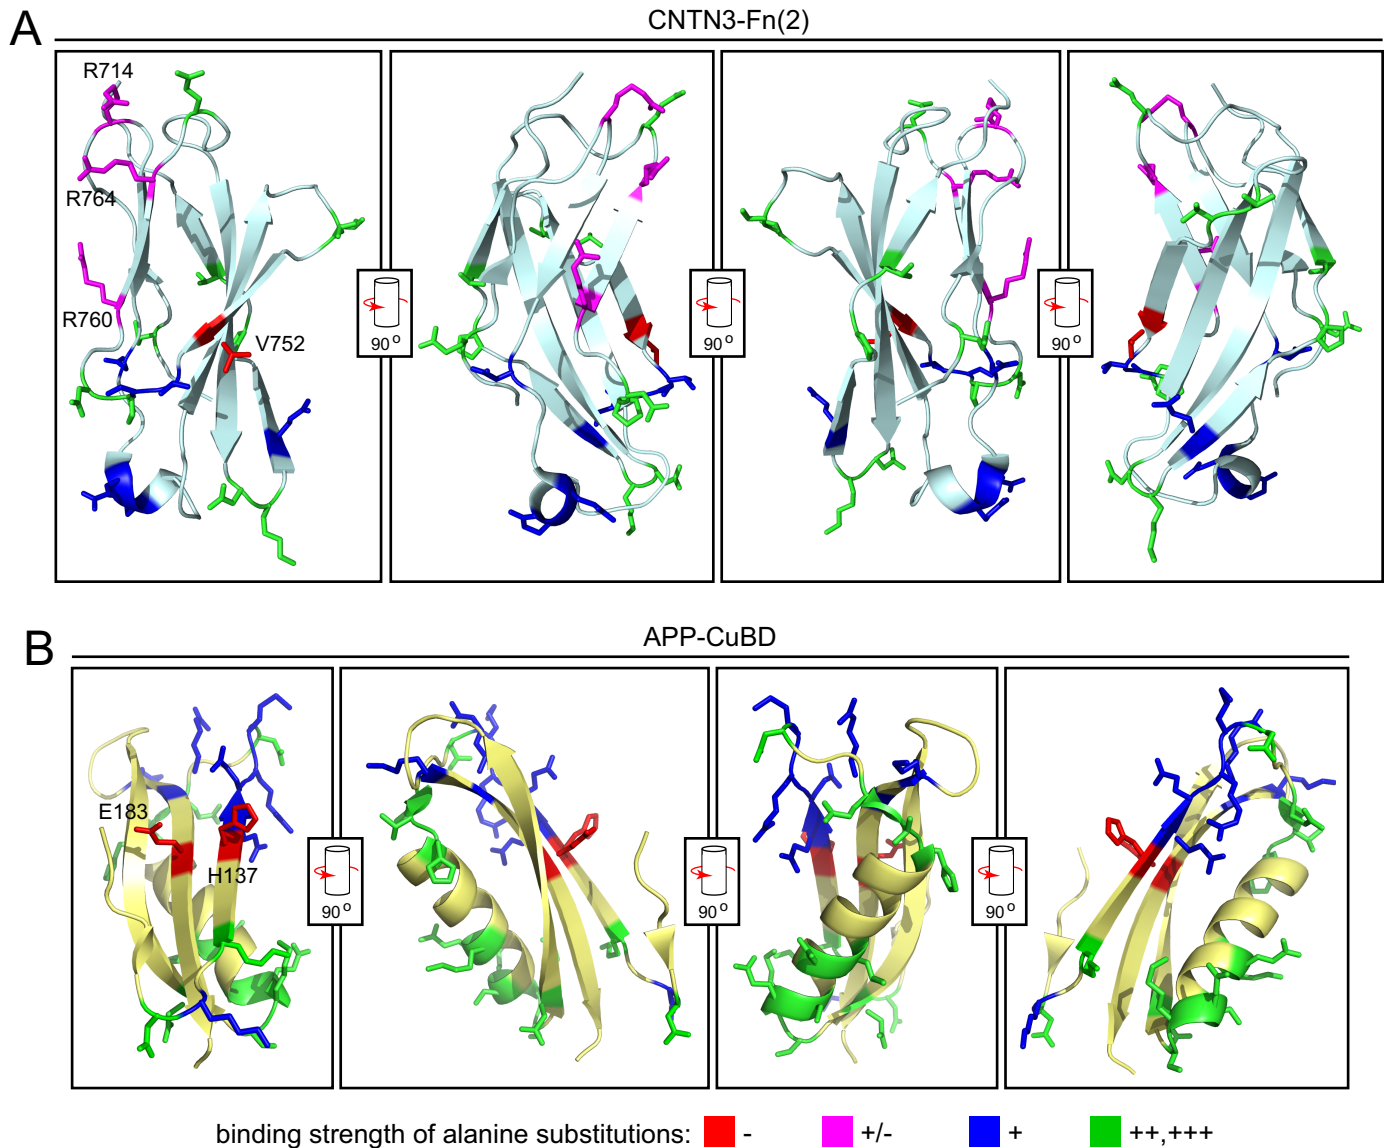 A
CNTN3-Fn(2)
R714
R764
R760
V752
90°
90°
90°
B
APP-CuBD
E183
H137
90°
90°
90°
binding strength of alanine substitutions: - +/- + ++,+++